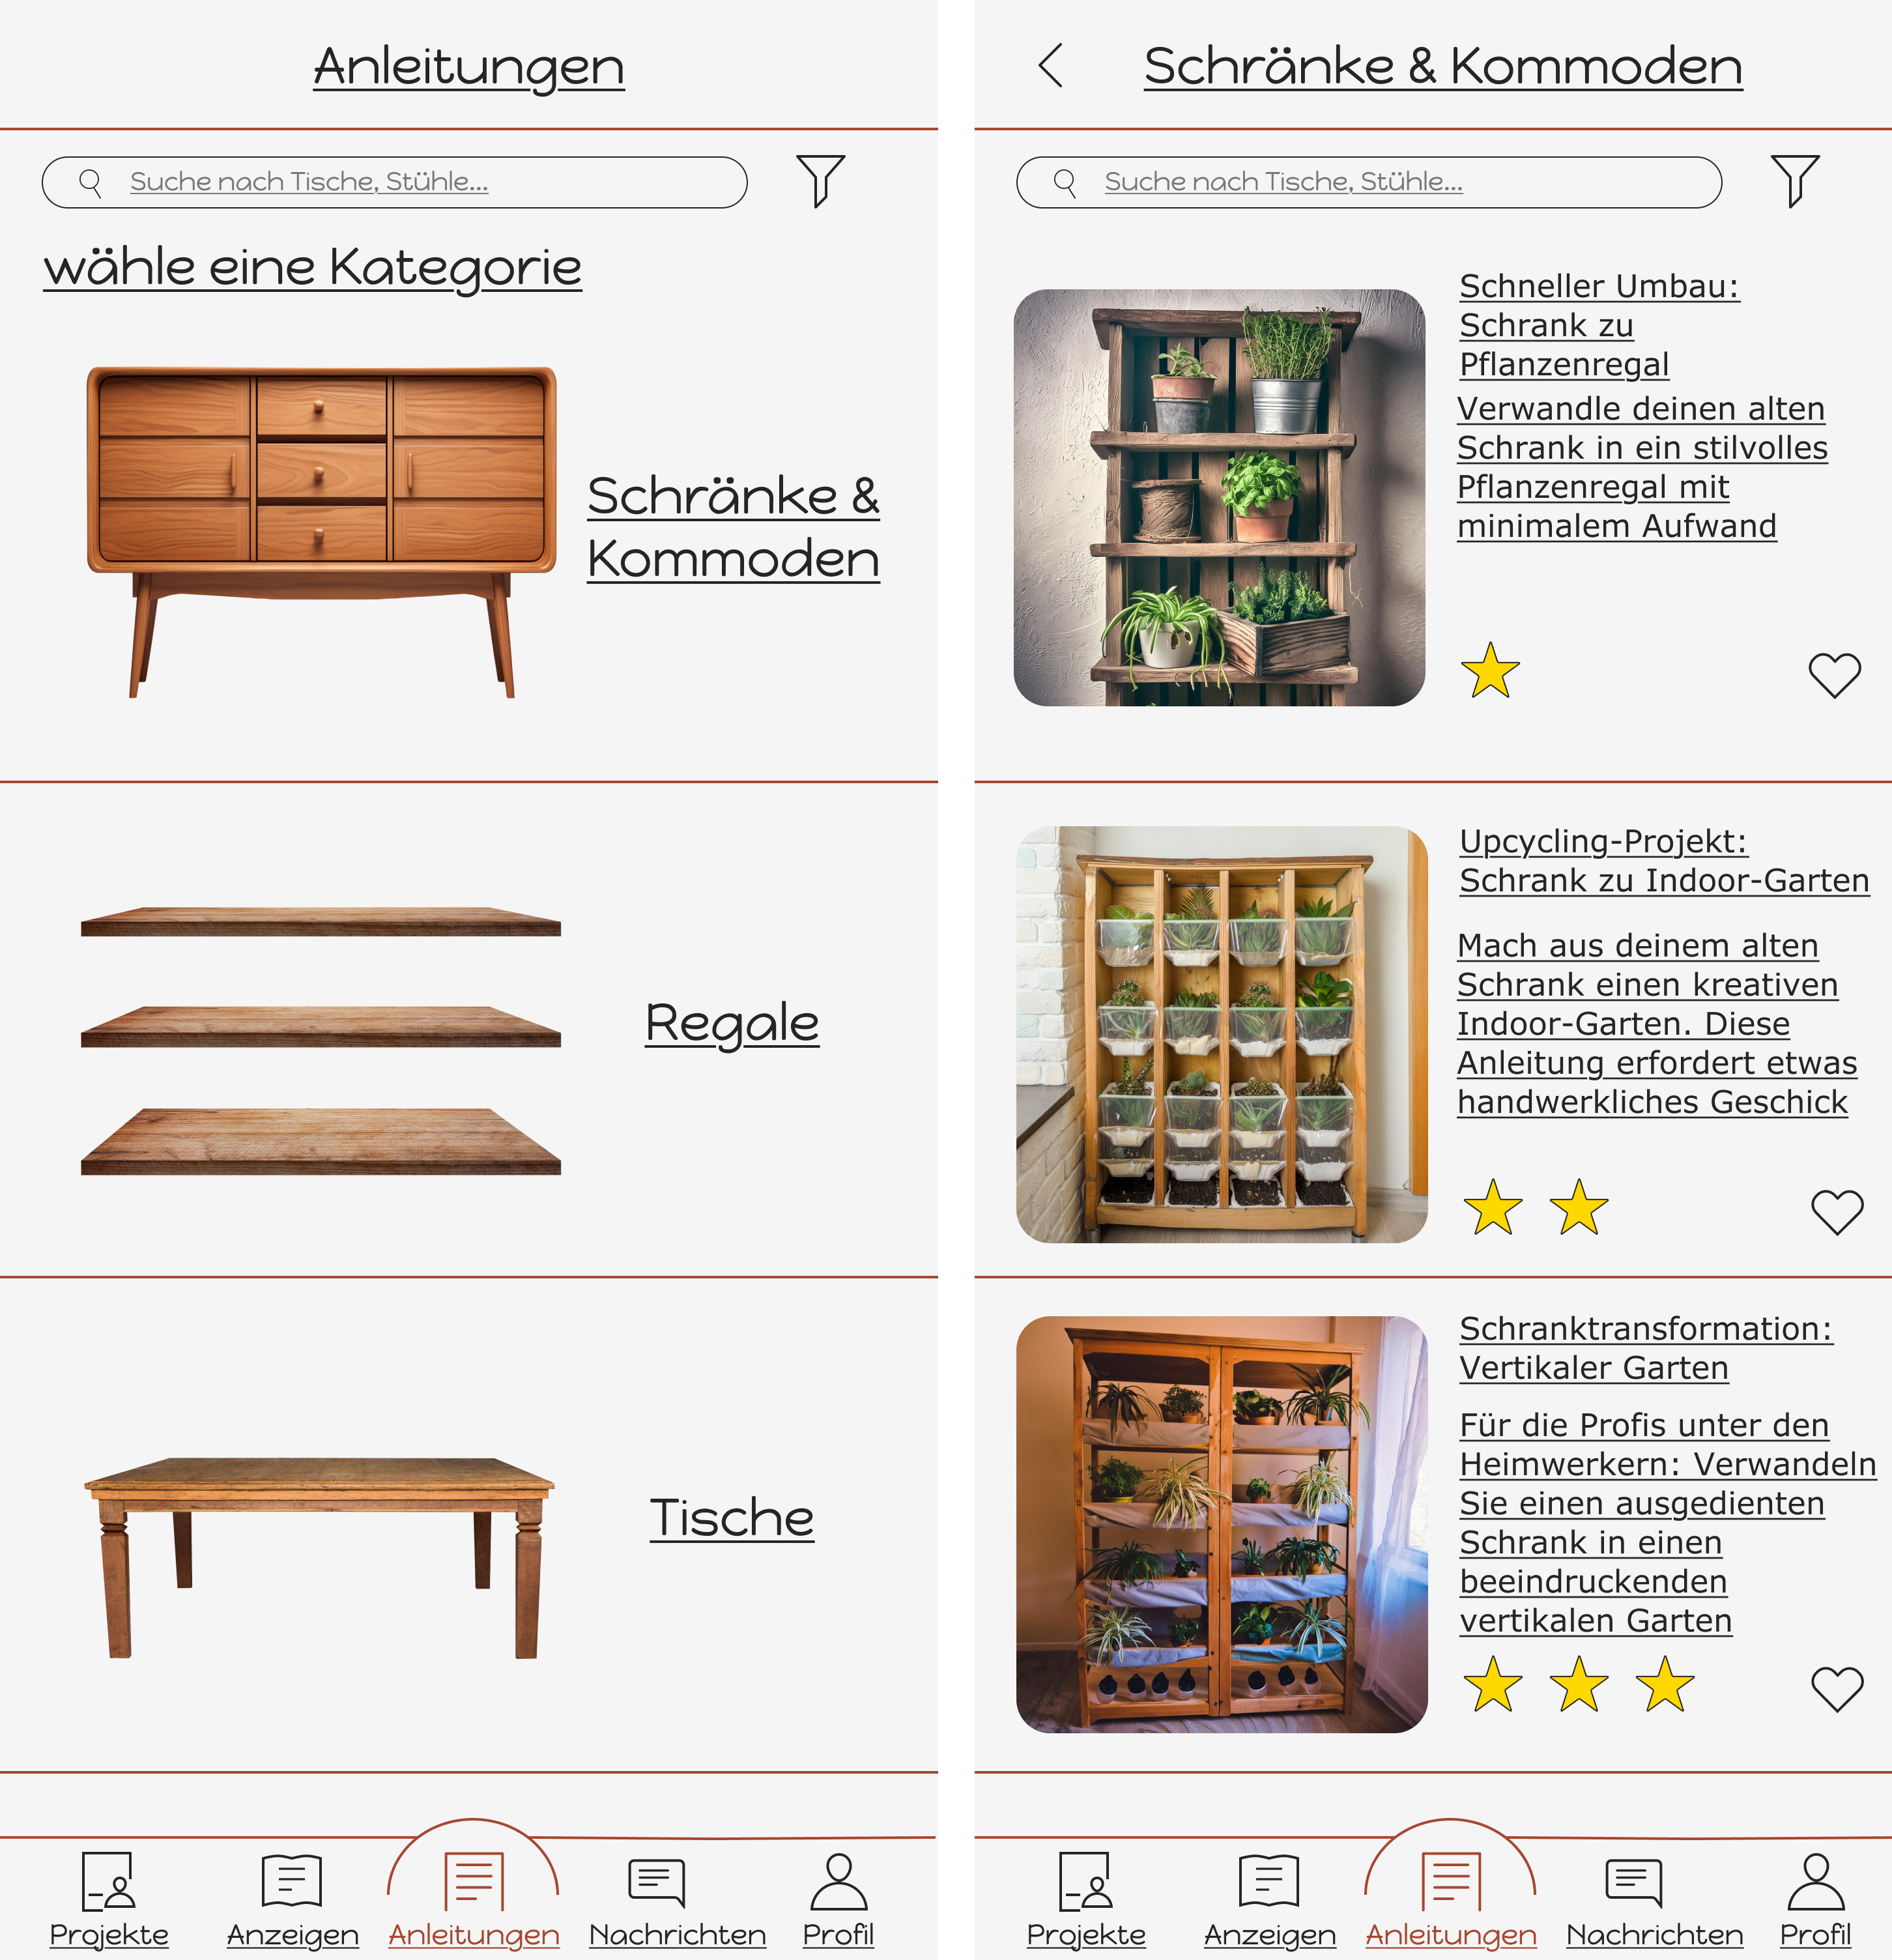 Anleitungen
Suche nach Tische, Stühle...
wähle eine Kategorie
Schränke &
Kommoden
Regale
Tische
Projekte
Anzeigen
Anleitungen
Nachrichten
Profil
Schränke & Kommoden
Suche nach Tische, Stühle...
Schneller Umbau:
Schrank zu
Pflanzenregal
Verwandle deinen alten
Schrank in ein stilvolles
Pflanzenregal mit
minimalem Aufwand
Upcycling-Projekt:
Schrank zu Indoor-Garten
Mach aus deinem alten
Schrank einen kreativen
Indoor-Garten. Diese
Anleitung erfordert etwas
handwerkliches Geschick
Schranktransformation:
Vertikaler Garten
Für die Profis unter den
Heimwerkern: Verwandeln
Sie einen ausgedienten
Schrank in einen
beeindruckenden
vertikalen Garten
Projekte
Anzeigen
Anleitungen
Nachrichten
Profil